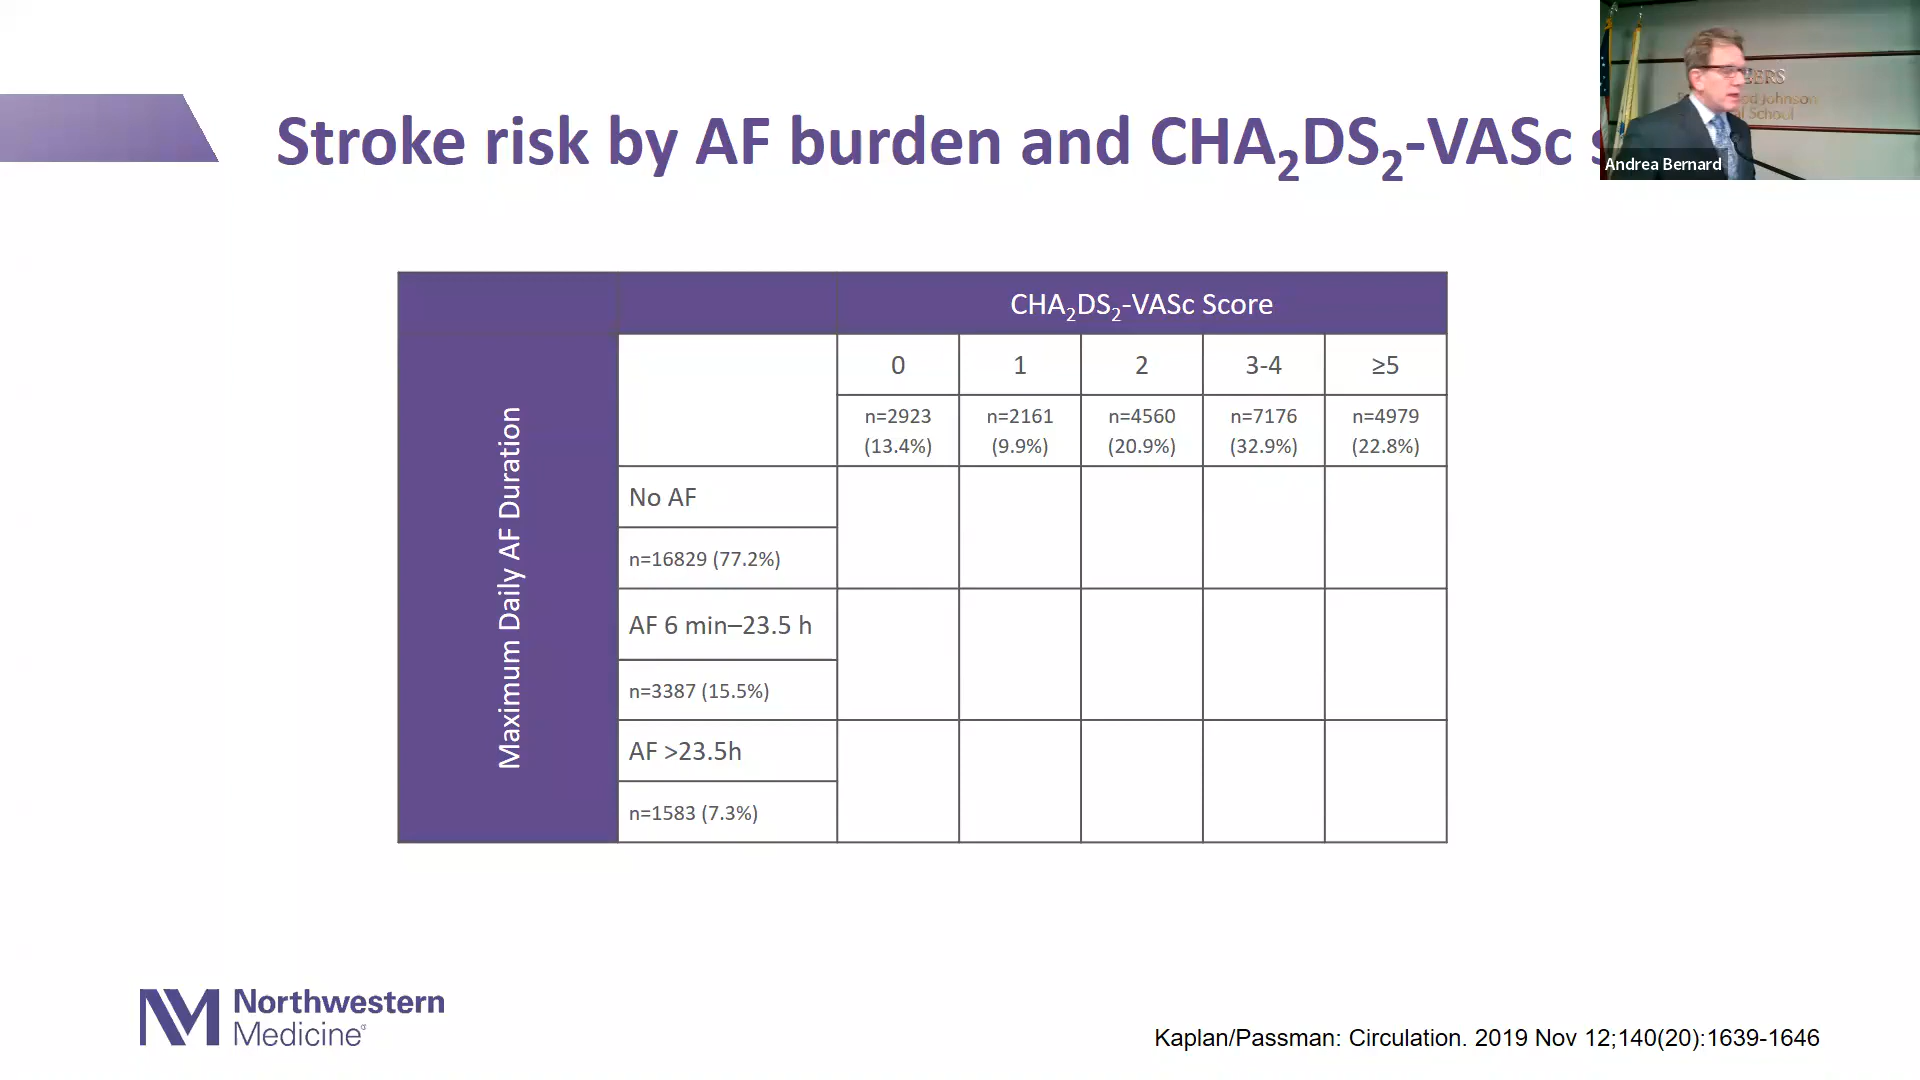 Stroke risk by AF burden and CHA₂DS₂-VASc
Andrea Bernard
CHA₂DS₂-VASc Score
0 1 2 3-4 ≥5
n=2923 n=2161 n=4560 n=7176 n=4979
(13.4%) (9.9%) (20.9%) (32.9%) (22.8%)
Maximum Daily AF Duration
No AF
n=16829 (77.2%)
AF 6 min–23.5 h
n=3387 (15.5%)
AF >23.5h
n=1583 (7.3%)
Northwestern
Medicine
Kaplan/Passman: Circulation. 2019 Nov 12;140(20):1639-1646